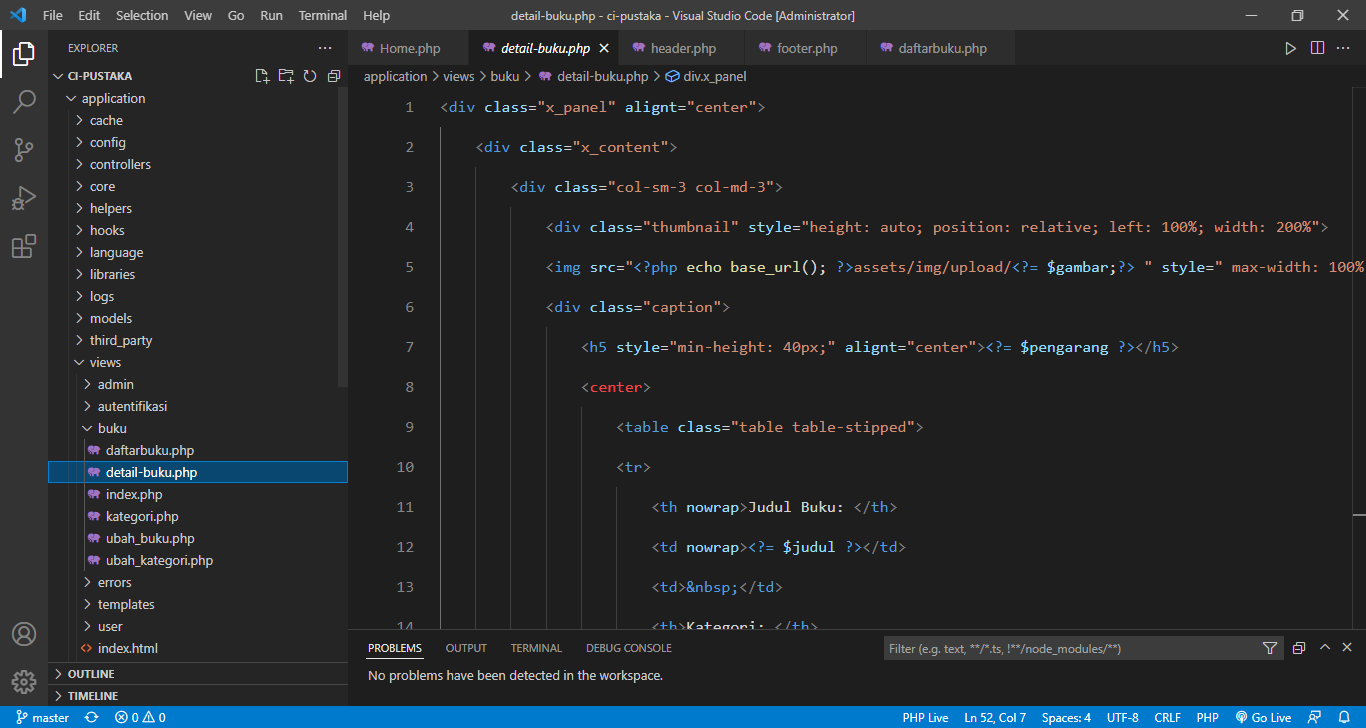 File Edit Selection View Go Run Terminal Help detail-buku.php - ci-pustaka - Visual Studio Code [Administrator]
EXPLORER
CI-PUSTAKA
application
cache
config
controllers
core
helpers
hooks
language
libraries
logs
models
third_party
views
admin
autentifikasi
buku
daftarbuku.php
detail-buku.php
index.php
kategori.php
ubah_buku.php
ubah_kategori.php
errors
templates
user
index.html
OUTLINE
TIMELINE
Home.php detail-buku.php header.php footer.php daftarbuku.php
application > views > buku > detail-buku.php > div.x_panel
1 <div class="x_panel" alignt="center">
2 <div class="x_content">
3 <div class="col-sm-3 col-md-3">
4 <div class="thumbnail" style="height: auto; position: relative; left: 100%; width: 200%">
5 <img src="<?php echo base_url(); ?>assets/img/upload/<?= $gambar;?> " style=" max-width: 100%
6 <div class="caption">
7 <h5 style="min-height: 40px;" alignt="center"><?= $pengarang ?></h5>
8 <center>
9 <table class="table table-stipped">
10 <tr>
11 <th nowrap>Judul Buku: </th>
12 <td nowrap><?= $judul ?></td>
13 <td>&nbsp;</td>
14 <th>Kategori: </th>
PROBLEMS OUTPUT TERMINAL DEBUG CONSOLE Filter (e.g. text, **/*.ts, !**/node_modules/**)
No problems have been detected in the workspace.
master 0 0 PHP Live Ln 52, Col 7 Spaces: 4 UTF-8 CRLF PHP Go Live